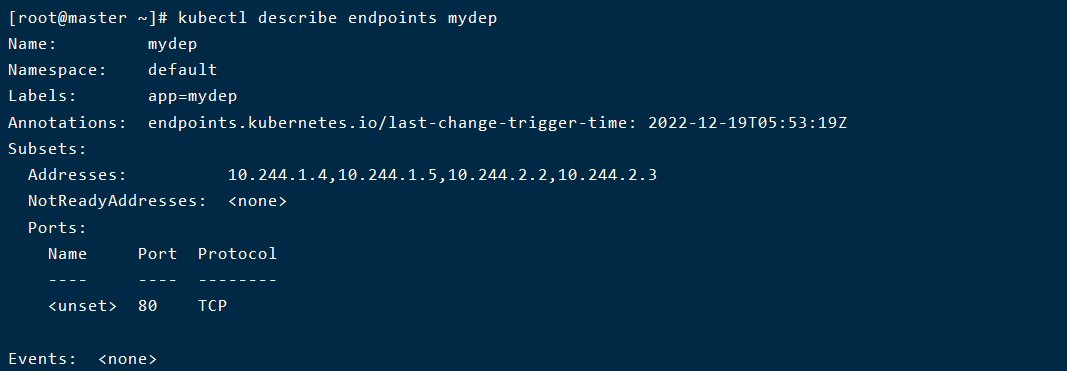 [root@master ~]# kubectl describe endpoints mydep
Name:         mydep
Namespace:    default
Labels:       app=mydep
Annotations:  endpoints.kubernetes.io/last-change-trigger-time: 2022-12-19T05:53:19Z
Subsets:
  Addresses:          10.244.1.4,10.244.1.5,10.244.2.2,10.244.2.3
  NotReadyAddresses:  <none>
  Ports:
    Name     Port  Protocol
    ----     ----  --------
    <unset>  80    TCP

Events:  <none>